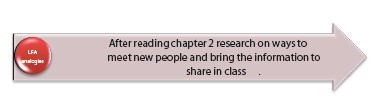 LFA
analogies
After reading chapter 2 research on ways to
meet new people and bring the information to
share in class .